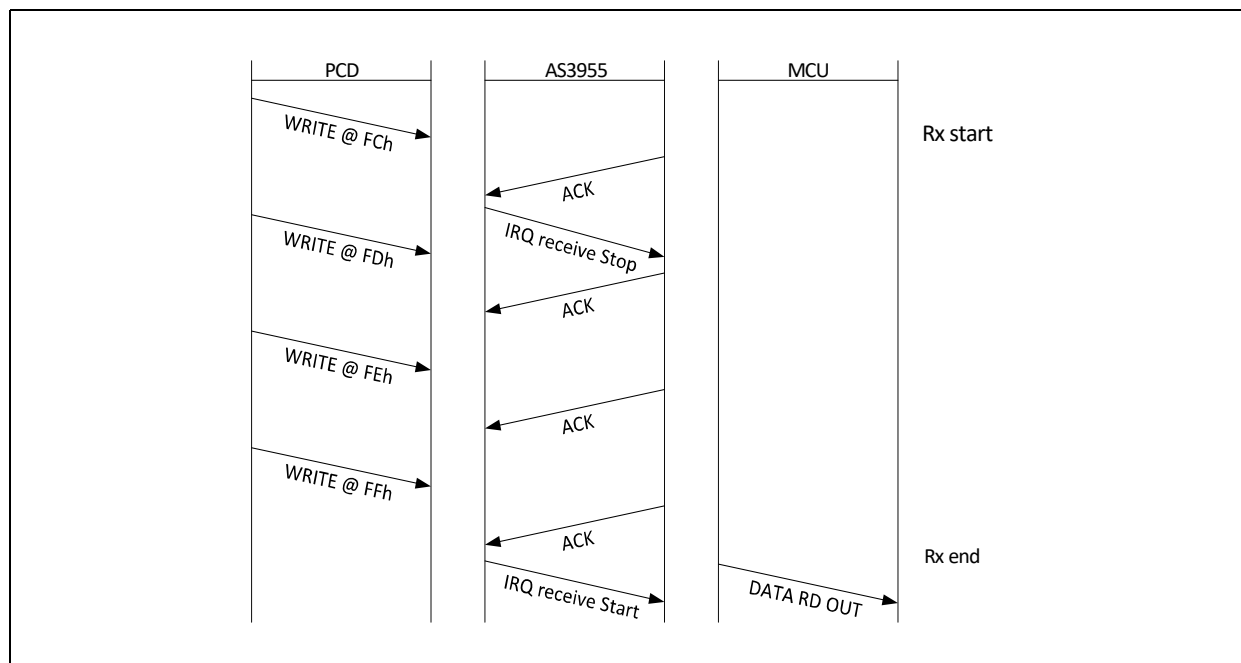 PCD
AS3955
MCU
WRITE @ FCh
Rx start
ACK
IRQ receive Stop
WRITE @ FDh
ACK
WRITE @ FEh
ACK
WRITE @ FFh
ACK
Rx end
IRQ receive Start
DATA RD OUT